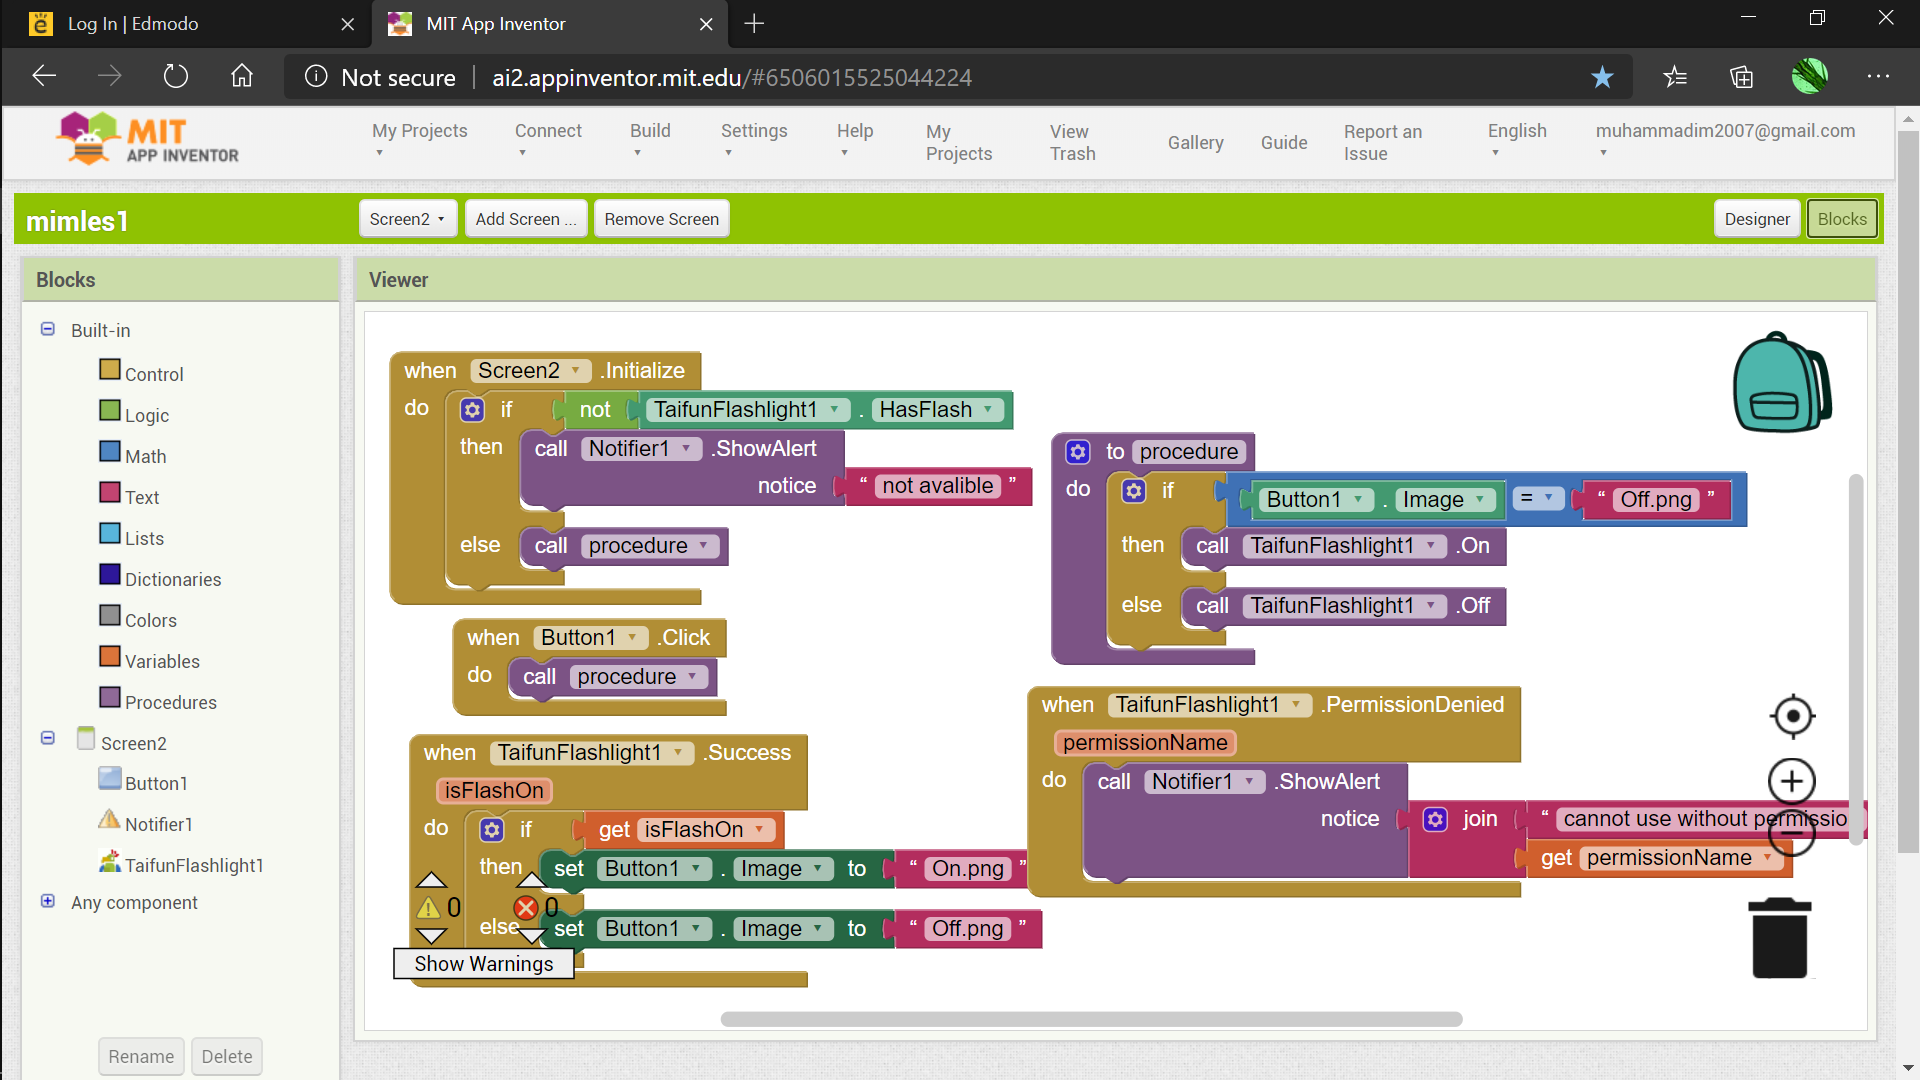 Log In | Edmodo
MIT App Inventor
Not secure
ai2.appinventor.mit.edu/#6506015525044224
MIT
APP INVENTOR
My Projects
Connect
Build
Settings
Help
My
Projects
View
Trash
Gallery
Guide
Report an
Issue
English
muhammadim2007@gmail.com
mimles1
Screen2
Add Screen ...
Remove Screen
Designer
Blocks
Blocks
Built-in
Control
Logic
Math
Text
Lists
Dictionaries
Colors
Variables
Procedures
Screen2
Button1
Notifier1
TaifunFlashlight1
Any component
Rename
Delete
Viewer
when Screen2 .Initialize
do if not TaifunFlashlight1 . HasFlash
then call Notifier1 .ShowAlert
notice “ not avalible ”
else call procedure
when Button1 .Click
do call procedure
when TaifunFlashlight1 .Success
isFlashOn
do if get isFlashOn
then set Button1 . Image to “ On.png ”
else set Button1 . Image to “ Off.png ”
0 0
Show Warnings
to procedure
do if Button1 . Image = “ Off.png ”
then call TaifunFlashlight1 .On
else call TaifunFlashlight1 .Off
when TaifunFlashlight1 .PermissionDenied
permissionName
do call Notifier1 .ShowAlert
notice join “ cannot use without permissio
get permissionName